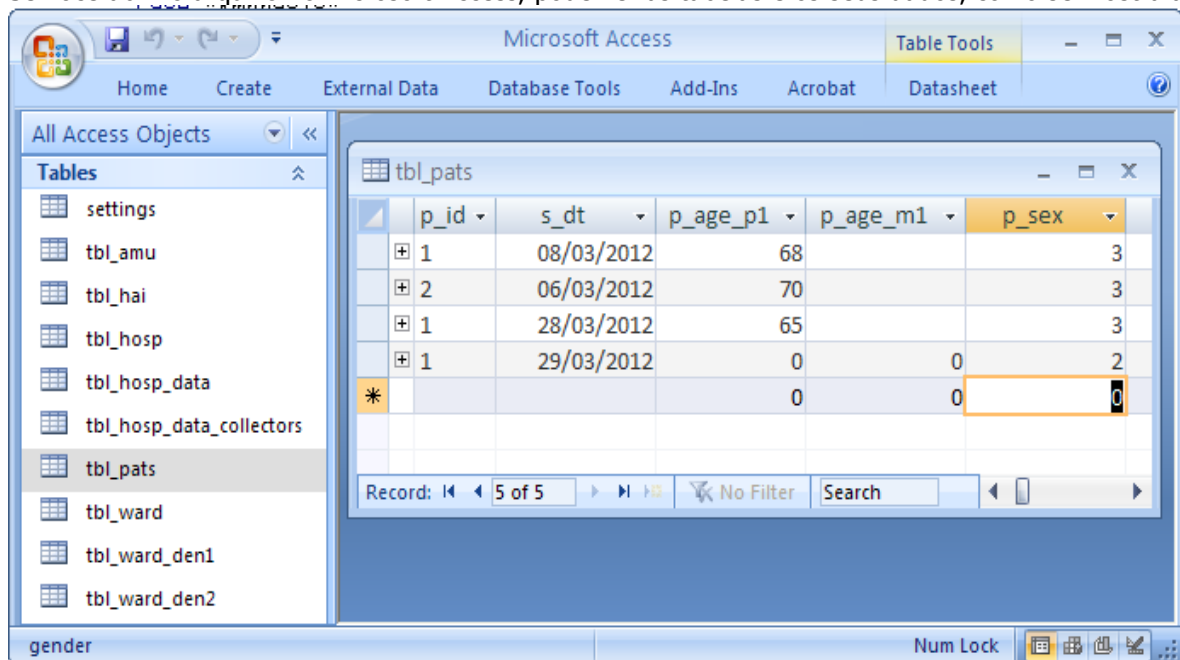 Microsoft Access
Table Tools
Home Create External Data Database Tools Add-Ins Acrobat Datasheet
All Access Objects
Tables
settings
tbl_amu
tbl_hai
tbl_hosp
tbl_hosp_data
tbl_hosp_data_collectors
tbl_pats
tbl_ward
tbl_ward_den1
tbl_ward_den2
tbl_pats
p_id s_dt p_age_p1 p_age_m1 p_sex
1 08/03/2012 68 3
2 06/03/2012 70 3
1 28/03/2012 65 3
1 29/03/2012 0 0 2
0 0 0
Record: 5 of 5 No Filter Search
gender Num Lock